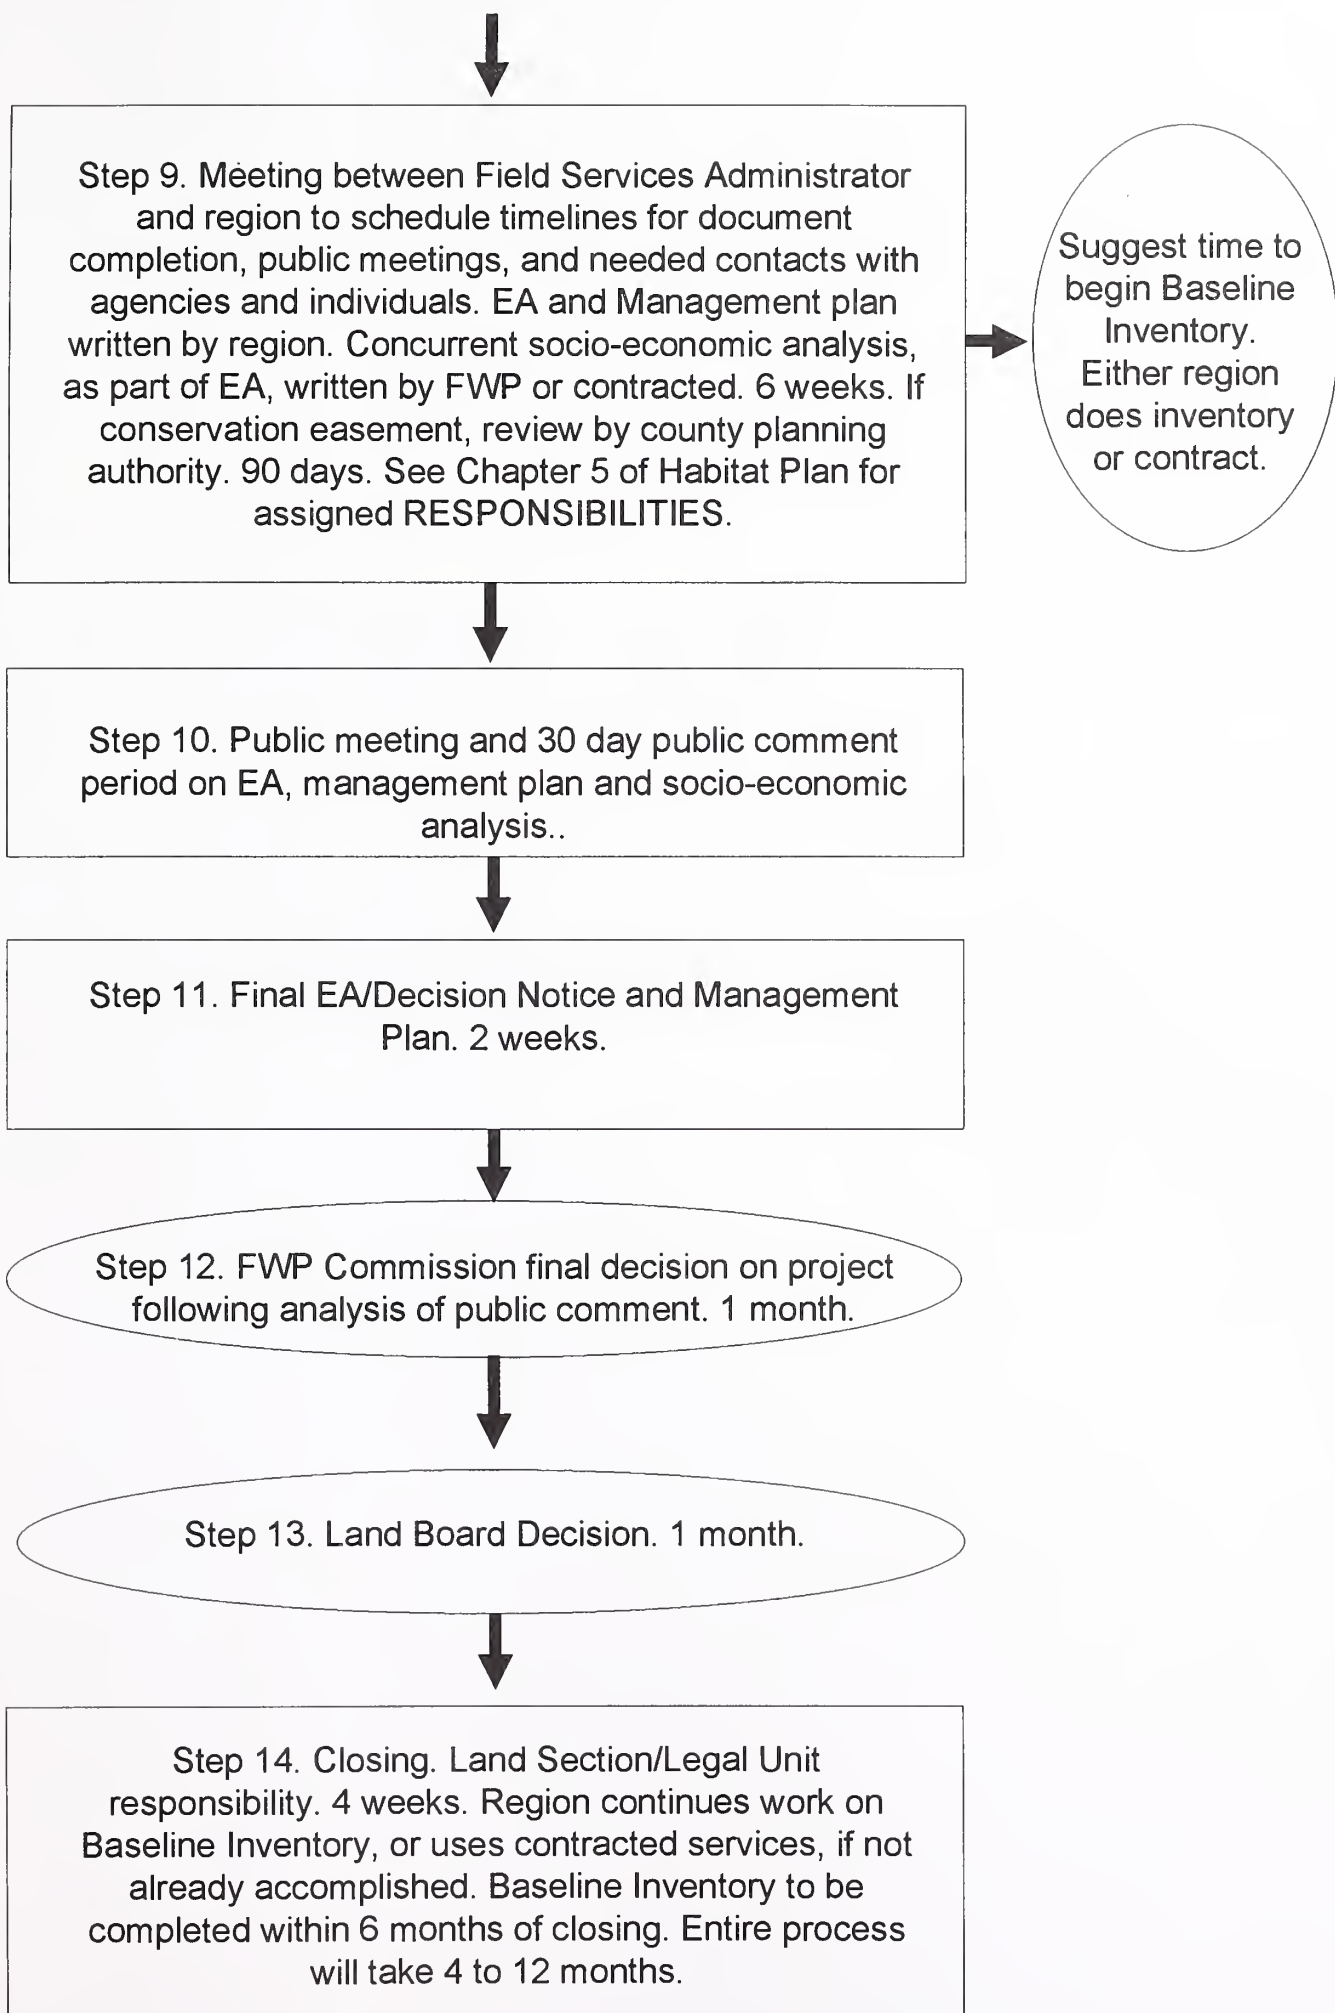 Step 9. Meeting between Field Services Administrator
and region to schedule timelines for document
completion, public meetings, and needed contacts with
agencies and individuals. EA and Management plan
written by region. Concurrent socio-economic analysis,
as part of EA, written by FWP or contracted. 6 weeks. If
conservation easement, review by county planning
authority. 90 days. See Chapter 5 of Habitat Plan for
assigned RESPONSIBILITIES.
Suggest time to
begin Baseline
Inventory.
Either region
does inventory
or contract.
Step 10. Public meeting and 30 day public comment
period on EA, management plan and socio-economic
analysis..
Step 11. Final EA/Decision Notice and Management
Plan. 2 weeks.
Step 12. FWP Commission final decision on project
following analysis of public comment. 1 month.
Step 13. Land Board Decision. 1 month.
Step 14. Closing. Land Section/Legal Unit
responsibility. 4 weeks. Region continues work on
Baseline Inventory, or uses contracted services, if not
already accomplished. Baseline Inventory to be
completed within 6 months of closing. Entire process
will take 4 to 12 months.